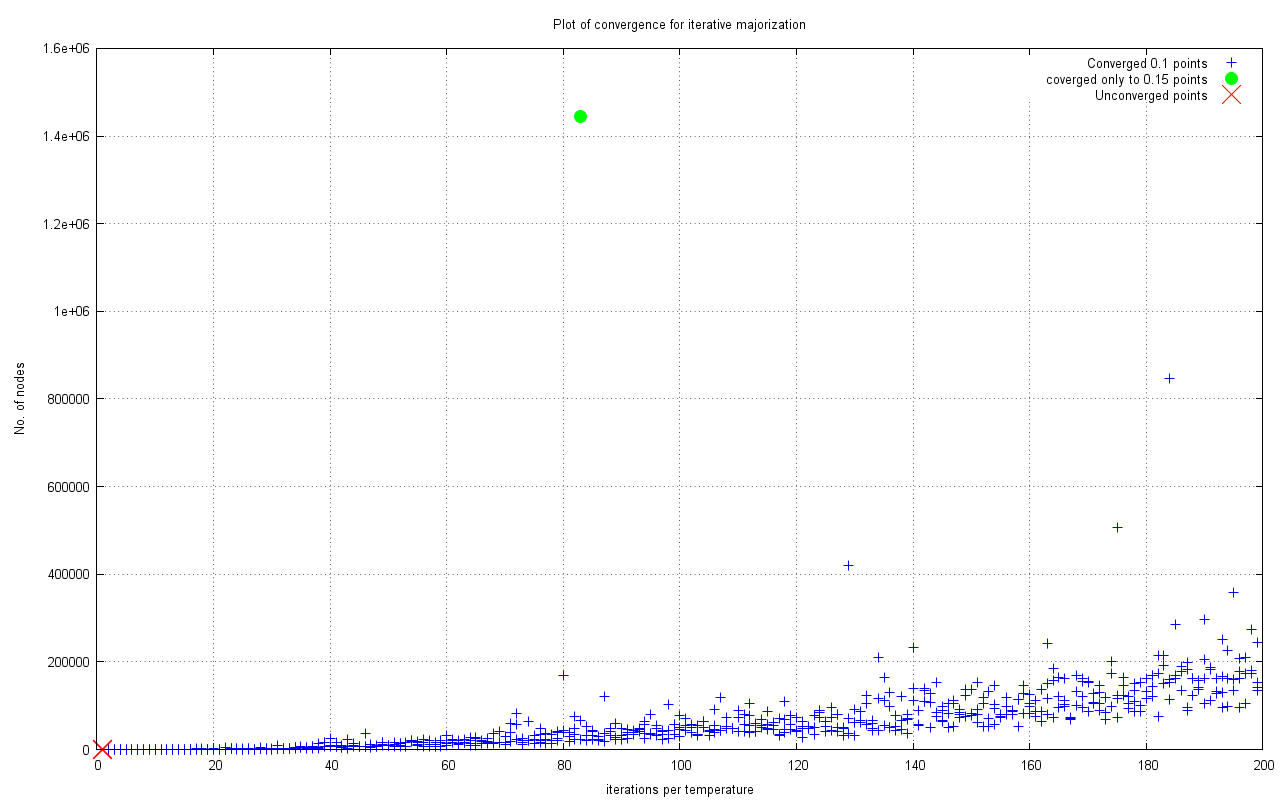 Plot of convergence for iterative majorization
1.6e+06
1.4e+06
1.2e+06
1e+06
800000
600000
400000
200000
0
No. of nodes
Converged 0.1 points
coverged only to 0.15 points
Unconverged points
0 20 40 60 80 100 120 140 160 180 200
iterations per temperature